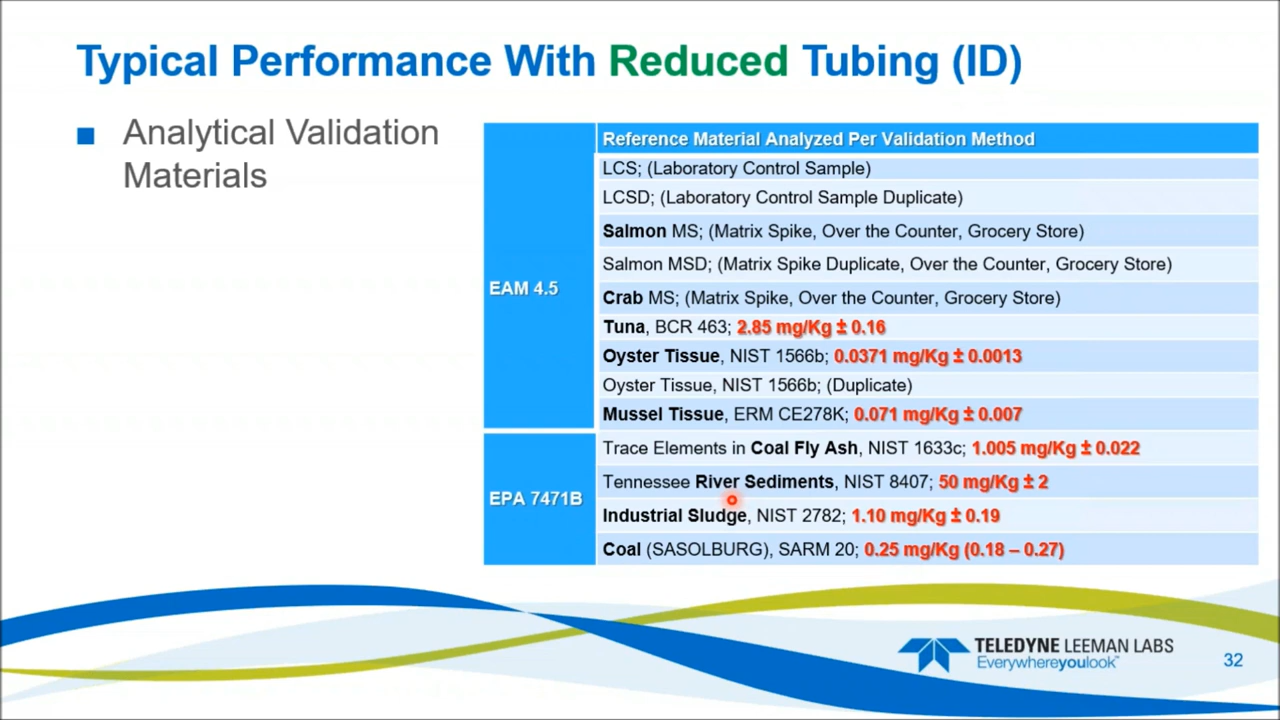 Typical Performance With Reduced Tubing (ID)
Analytical Validation
Materials
Reference Material Analyzed Per Validation Method
EAM 4.5
LCS; (Laboratory Control Sample)
LCSD; (Laboratory Control Sample Duplicate)
Salmon MS; (Matrix Spike, Over the Counter, Grocery Store)
Salmon MSD; (Matrix Spike Duplicate, Over the Counter, Grocery Store)
Crab MS; (Matrix Spike, Over the Counter, Grocery Store)
Tuna, BCR 463; 2.85 mg/Kg ± 0.16
Oyster Tissue, NIST 1566b; 0.0371 mg/Kg ± 0.0013
Oyster Tissue, NIST 1566b; (Duplicate)
Mussel Tissue, ERM CE278K; 0.071 mg/Kg ± 0.007
EPA 7471B
Trace Elements in Coal Fly Ash, NIST 1633c; 1.005 mg/Kg ± 0.022
Tennessee River Sediments, NIST 8407; 50 mg/Kg ± 2
Industrial Sludge, NIST 2782; 1.10 mg/Kg ± 0.19
Coal (SASOLBURG), SARM 20; 0.25 mg/Kg (0.18 – 0.27)
TELEDYNE LEEMAN LABS
Everywhereyoulook™
32